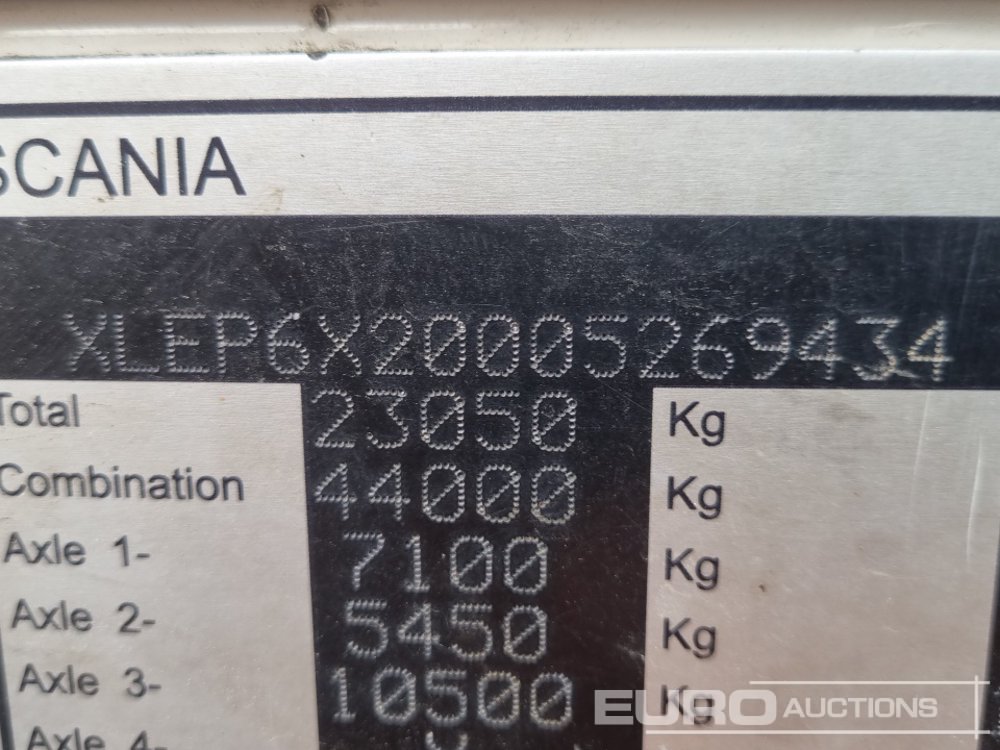 SCANIA
XLEP6X20005269434
Total 23050 Kg
Combination 44000 Kg
Axle 1- 7100 Kg
Axle 2- 5450 Kg
Axle 3- 10500 Kg
Axle 4-
EURO AUCTIONS